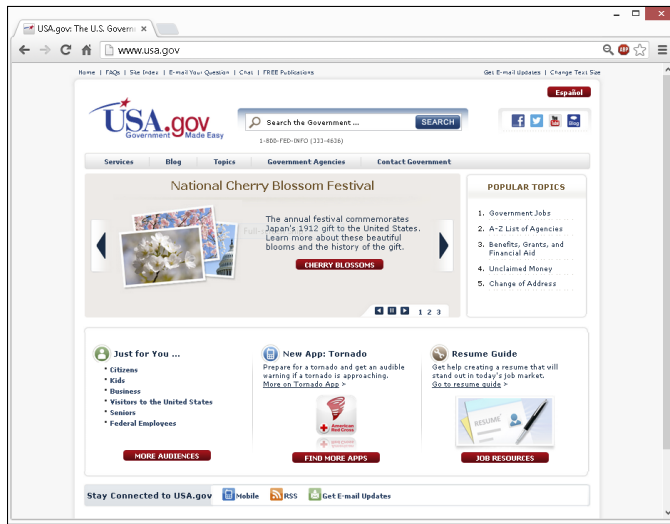 USA.gov: The U.S. Governm
www.usa.gov
Home | FAQs | Site Index | E-mail Your Question | Chat | FREE Publications
Get E-mail Updates | Change Text Size
Español
USA.gov
Government Made Easy
Search the Government ...
SEARCH
1-800-FED-INFO (333-4636)
Blog
Services
Blog
Topics
Government Agencies
Contact Government
National Cherry Blossom Festival
The annual festival commemorates
Japan's 1912 gift to the United States.
Learn more about these beautiful
blooms and the history of the gift.
CHERRY BLOSSOMS
1 2 3
POPULAR TOPICS
1. Government Jobs
2. A-Z List of Agencies
3. Benefits, Grants, and
Financial Aid
4. Unclaimed Money
5. Change of Address
Just for You ...
• Citizens
• Kids
• Business
• Visitors to the United States
• Seniors
• Federal Employees
MORE AUDIENCES
New App: Tornado
Prepare for a tornado and get an audible
warning if a tornado is approaching.
More on Tornado App >
American
Red Cross
FIND MORE APPS
Resume Guide
Get help creating a resume that will
stand out in today's job market.
Go to resume guide >
RESUME
JOB RESOURCES
Stay Connected to USA.gov
Mobile
RSS
Get E-mail Updates